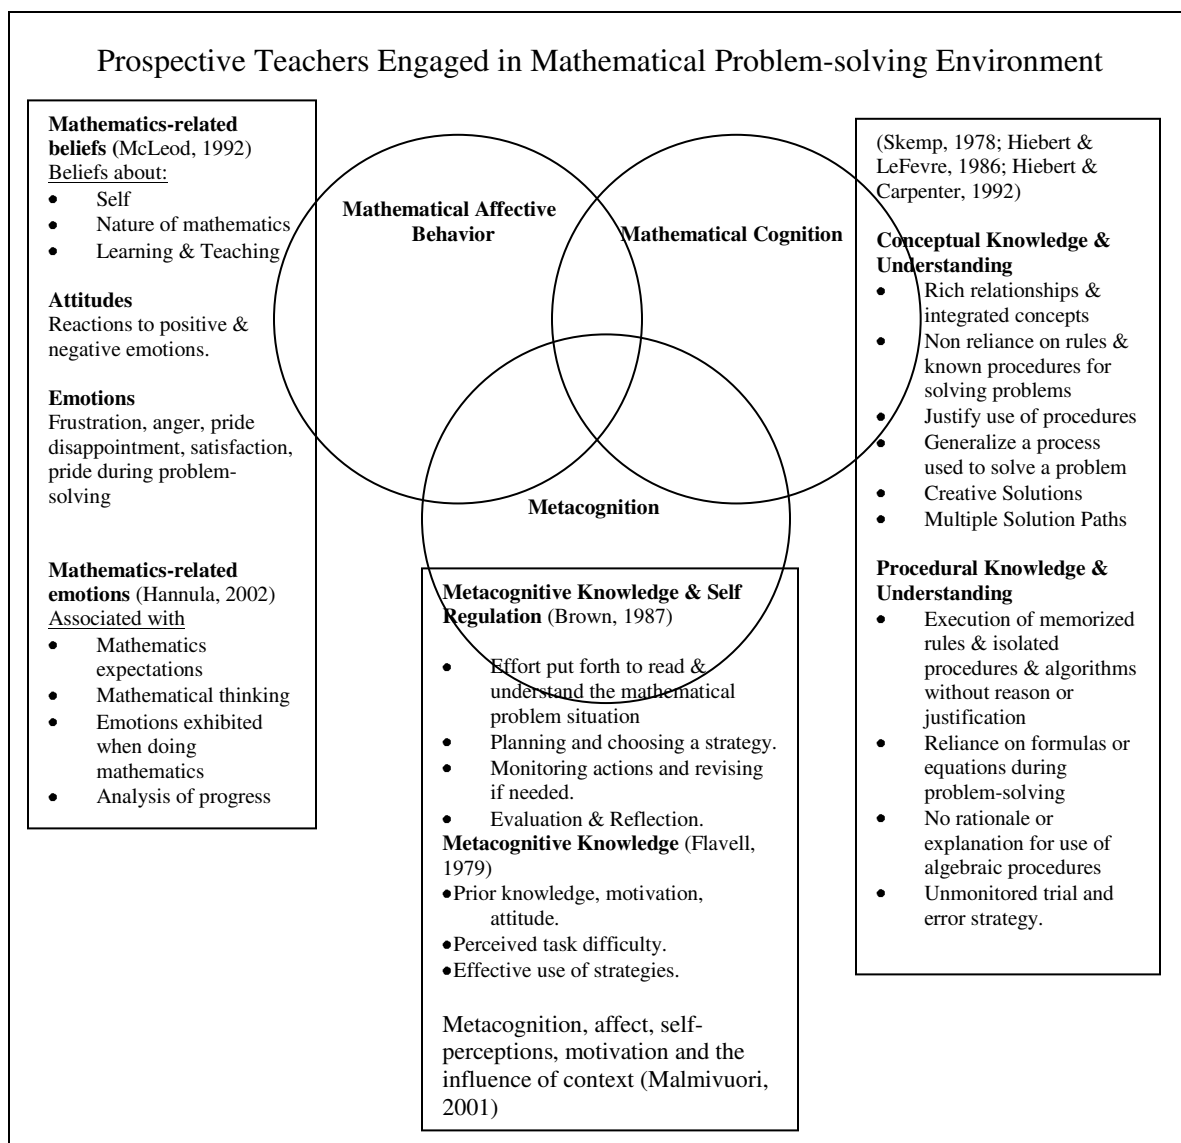 Prospective Teachers Engaged in Mathematical Problem-solving Environment
Mathematics-related
beliefs (McLeod, 1992)
Beliefs about:
• Self
• Nature of mathematics
• Learning & Teaching
Attitudes
Reactions to positive &
negative emotions.
Emotions
Frustration, anger, pride
disappointment, satisfaction,
pride during problem-
solving
Mathematics-related
emotions (Hannula, 2002)
Associated with
• Mathematics
expectations
• Mathematical thinking
• Emotions exhibited
when doing
mathematics
• Analysis of progress
Mathematical Affective
Behavior
Mathematical Cognition
Metacognition
Metacognitive Knowledge & Self
Regulation (Brown, 1987)
• Effort put forth to read &
understand the mathematical
problem situation
• Planning and choosing a strategy.
• Monitoring actions and revising
if needed.
• Evaluation & Reflection.
Metacognitive Knowledge (Flavell,
1979)
•Prior knowledge, motivation,
attitude.
•Perceived task difficulty.
•Effective use of strategies.
Metacognition, affect, self-
perceptions, motivation and the
influence of context (Malmivuori,
2001)
(Skemp, 1978; Hiebert &
LeFevre, 1986; Hiebert &
Carpenter, 1992)
Conceptual Knowledge &
Understanding
• Rich relationships &
integrated concepts
• Non reliance on rules &
known procedures for
solving problems
• Justify use of procedures
• Generalize a process
used to solve a problem
• Creative Solutions
• Multiple Solution Paths
Procedural Knowledge &
Understanding
• Execution of memorized
rules & isolated
procedures & algorithms
without reason or
justification
• Reliance on formulas or
equations during
problem-solving
• No rationale or
explanation for use of
algebraic procedures
• Unmonitored trial and
error strategy.